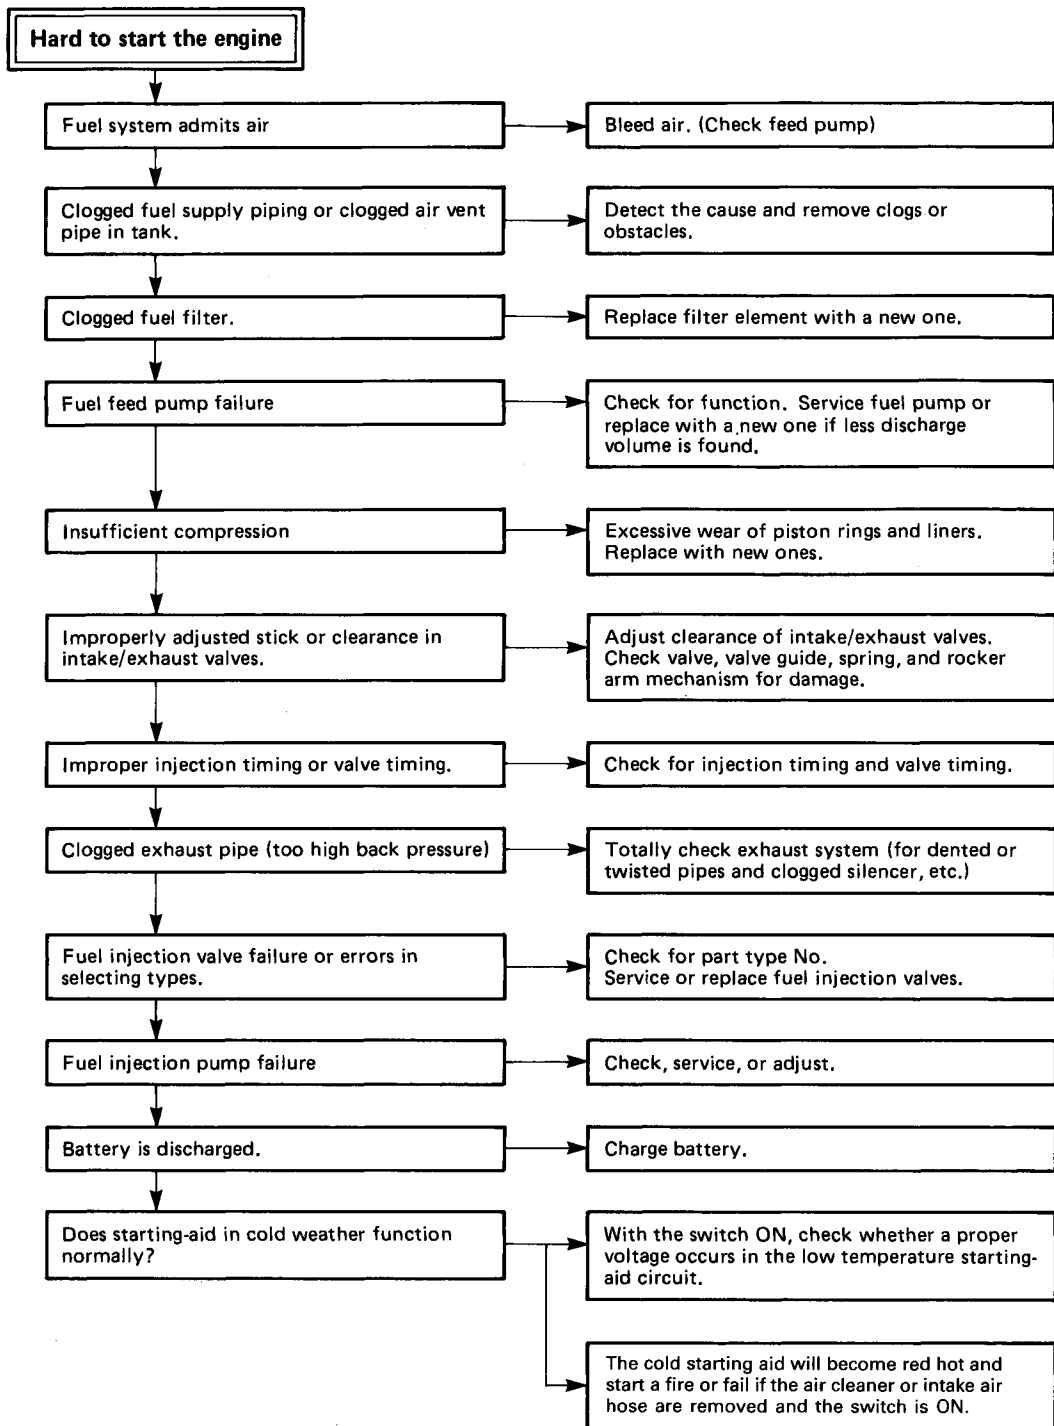 Hard to start the engine
Fuel system admits air
Bleed air. (Check feed pump)
Clogged fuel supply piping or clogged air vent
pipe in tank.
Detect the cause and remove clogs or
obstacles.
Clogged fuel filter.
Replace filter element with a new one.
Fuel feed pump failure
Check for function. Service fuel pump or
replace with a new one if less discharge
volume is found.
Insufficient compression
Excessive wear of piston rings and liners.
Replace with new ones.
Improperly adjusted stick or clearance in
intake/exhaust valves.
Adjust clearance of intake/exhaust valves.
Check valve, valve guide, spring, and rocker
arm mechanism for damage.
Improper injection timing or valve timing.
Check for injection timing and valve timing.
Clogged exhaust pipe (too high back pressure)
Totally check exhaust system (for dented or
twisted pipes and clogged silencer, etc.)
Fuel injection valve failure or errors in
selecting types.
Check for part type No.
Service or replace fuel injection valves.
Fuel injection pump failure
Check, service, or adjust.
Battery is discharged.
Charge battery.
Does starting-aid in cold weather function
normally?
With the switch ON, check whether a proper
voltage occurs in the low temperature starting-
aid circuit.
The cold starting aid will become red hot and
start a fire or fail if the air cleaner or intake air
hose are removed and the switch is ON.